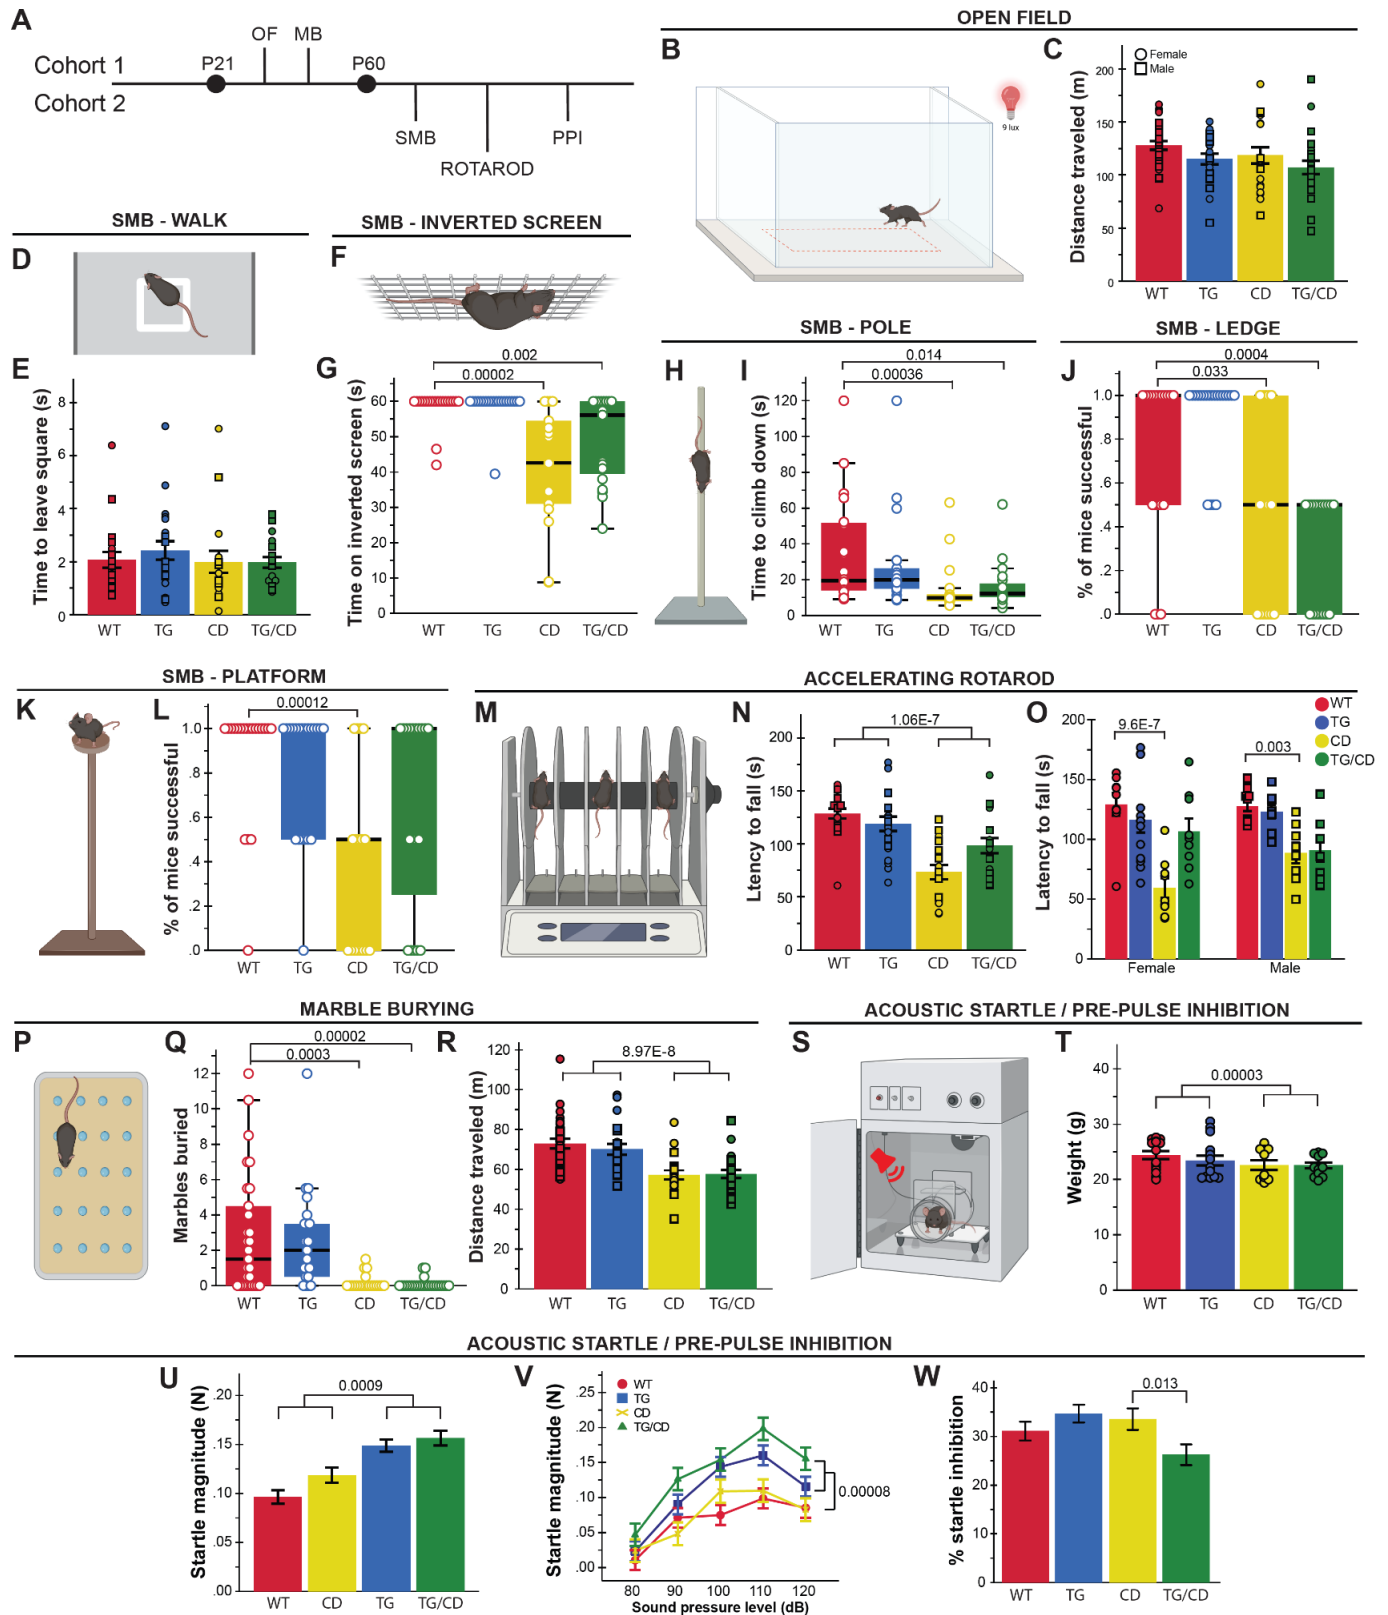 A
OF MB
Cohort 1
P21
P60
Cohort 2
SMB
ROTAROD
PPI
OPEN FIELD
B
9 lux
C
Female
Male
Distance traveled (m)
200
150
100
50
0
WT TG CD TG/CD
SMB - WALK
D
E
Time to leave square (s)
8
6
4
2
0
WT TG CD TG/CD
SMB - INVERTED SCREEN
F
G
0.002
0.00002
Time on inverted screen (s)
60
50
40
30
20
10
0
WT TG CD TG/CD
SMB - POLE
H
I
0.014
0.00036
Time to climb down (s)
120
100
80
60
40
20
0
WT TG CD TG/CD
SMB - LEDGE
J
0.0004
0.033
% of mice successful
1.0
.8
.6
.4
.2
.0
WT TG CD TG/CD
SMB - PLATFORM
K
L
0.00012
% of mice successful
1.0
.8
.6
.4
.2
.0
WT TG CD TG/CD
ACCELERATING ROTAROD
M
N
1.06E-7
Ltency to fall (s)
200
150
100
50
0
WT TG CD TG/CD
O
WT
TG
CD
TG/CD
9.6E-7
0.003
Latency to fall (s)
200
150
100
50
0
Female Male
MARBLE BURYING
P
Q
0.00002
0.0003
Marbles buried
12
10
8
6
4
2
0
WT TG CD TG/CD
R
8.97E-8
Distance traveled (m)
120
100
80
60
40
20
0
WT TG CD TG/CD
ACOUSTIC STARTLE / PRE-PULSE INHIBITION
S
T
0.00003
Weight (g)
40
30
20
10
0
WT TG CD TG/CD
ACOUSTIC STARTLE / PRE-PULSE INHIBITION
U
0.0009
Startle magnitude (N)
.20
.15
.10
.05
.00
WT CD TG TG/CD
V
WT
TG
CD
TG/CD
Startle magnitude (N)
.25
.20
.15
.10
.05
.00
0.00008
80 90 100 110 120
Sound pressure level (dB)
W
0.013
% startle inhibition
40
30
20
10
0
WT TG CD TG/CD